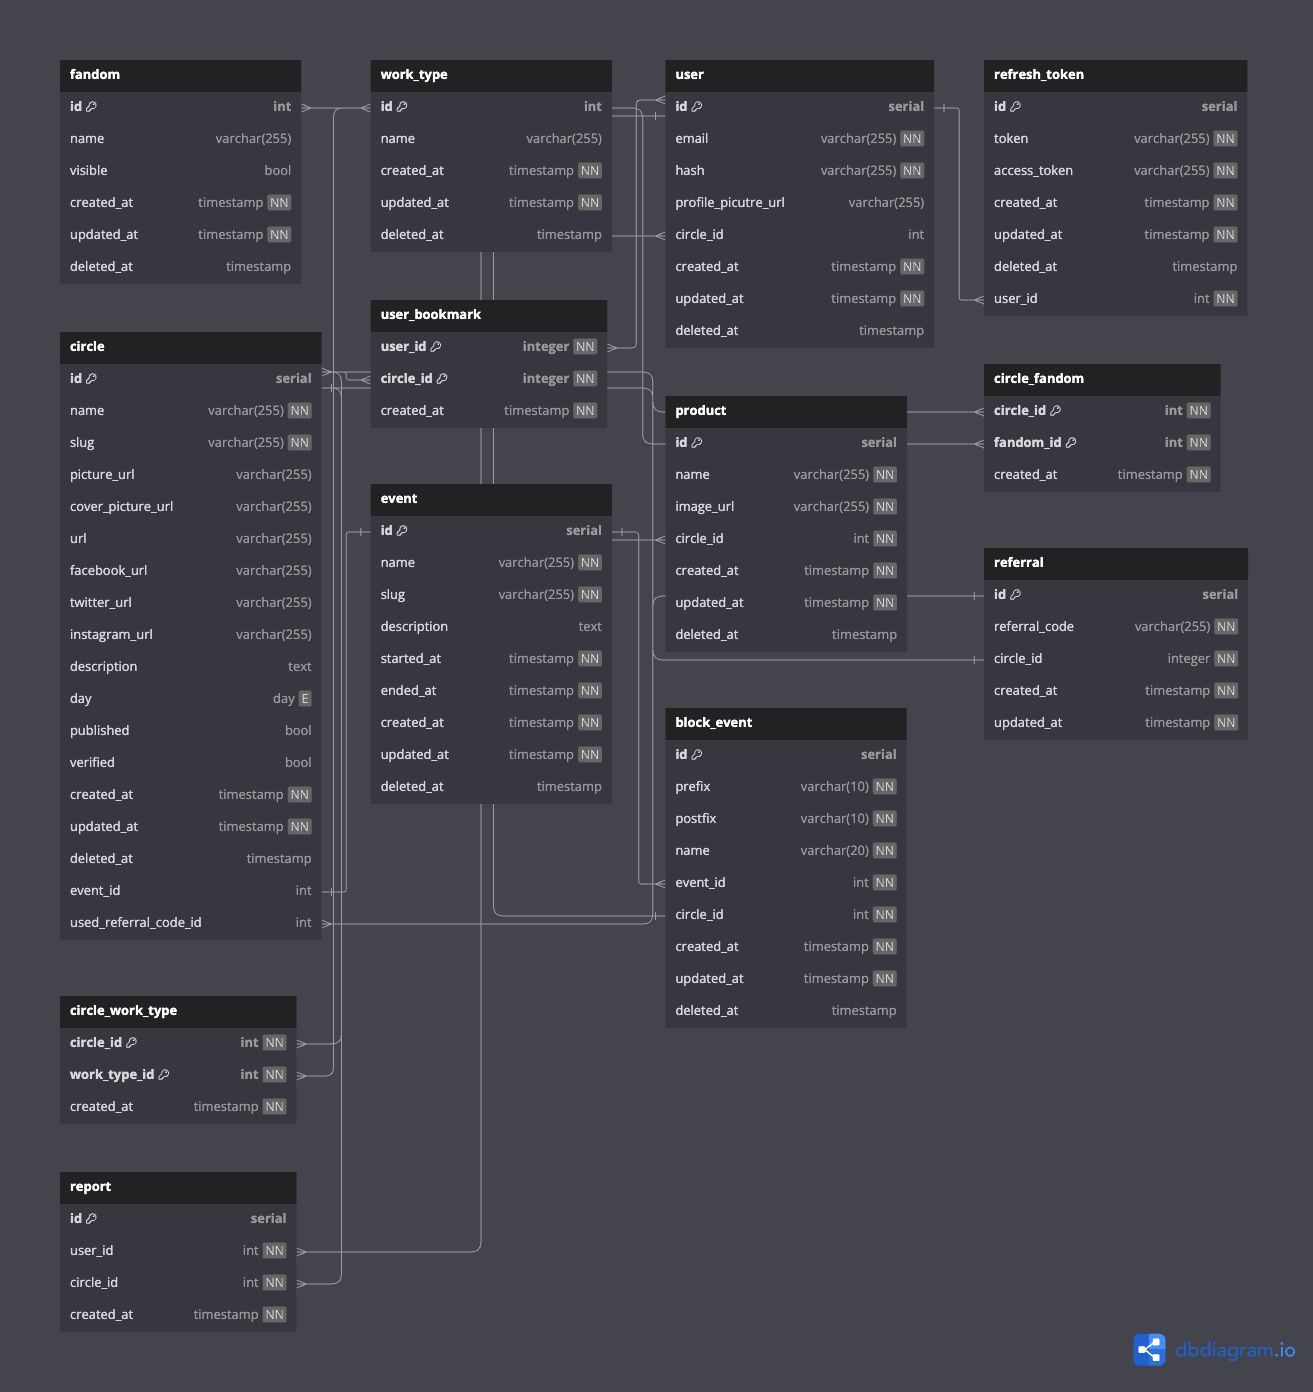 fandom
id int
name varchar(255)
visible bool
created_at timestamp NN
updated_at timestamp NN
deleted_at timestamp
work_type
id int
name varchar(255)
created_at timestamp NN
updated_at timestamp NN
deleted_at timestamp
user
id serial
email varchar(255) NN
hash varchar(255) NN
profile_picutre_url varchar(255)
circle_id int
created_at timestamp NN
updated_at timestamp NN
deleted_at timestamp
refresh_token
id serial
token varchar(255) NN
access_token varchar(255) NN
created_at timestamp NN
updated_at timestamp NN
deleted_at timestamp
user_id int NN
user_bookmark
user_id integer NN
circle_id integer NN
created_at timestamp NN
circle
id serial
name varchar(255) NN
slug varchar(255) NN
picture_url varchar(255)
cover_picture_url varchar(255)
url varchar(255)
facebook_url varchar(255)
twitter_url varchar(255)
instagram_url varchar(255)
description text
day day E
published bool
verified bool
created_at timestamp NN
updated_at timestamp NN
deleted_at timestamp
event_id int
used_referral_code_id int
product
id serial
name varchar(255) NN
image_url varchar(255) NN
circle_id int NN
created_at timestamp NN
updated_at timestamp NN
deleted_at timestamp
circle_fandom
circle_id int NN
fandom_id int NN
created_at timestamp NN
event
id serial
name varchar(255) NN
slug varchar(255) NN
description text
started_at timestamp NN
ended_at timestamp NN
created_at timestamp NN
updated_at timestamp NN
deleted_at timestamp
referral
id serial
referral_code varchar(255) NN
circle_id integer NN
created_at timestamp NN
updated_at timestamp NN
block_event
id serial
prefix varchar(10) NN
postfix varchar(10) NN
name varchar(20) NN
event_id int NN
circle_id int NN
created_at timestamp NN
updated_at timestamp NN
deleted_at timestamp
circle_work_type
circle_id int NN
work_type_id int NN
created_at timestamp NN
report
id serial
user_id int NN
circle_id int NN
created_at timestamp NN
dbdiagram.io